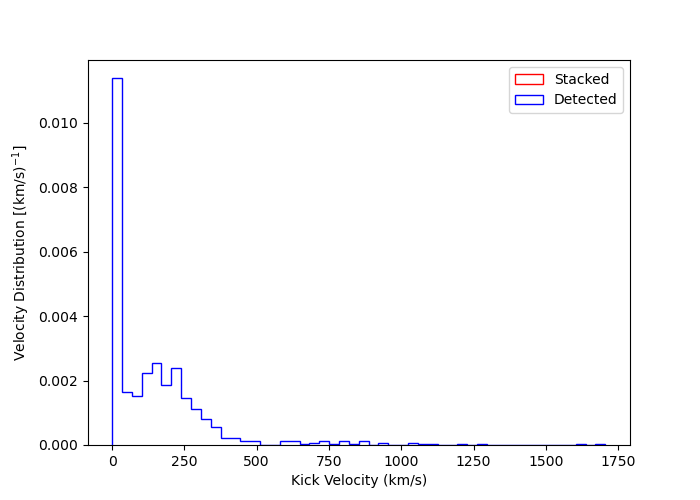 Stacked
Detected
Velocity Distribution [(km/s)⁻¹]
0.010
0.008
0.006
0.004
0.002
0.000
0 250 500 750 1000 1250 1500 1750
Kick Velocity (km/s)